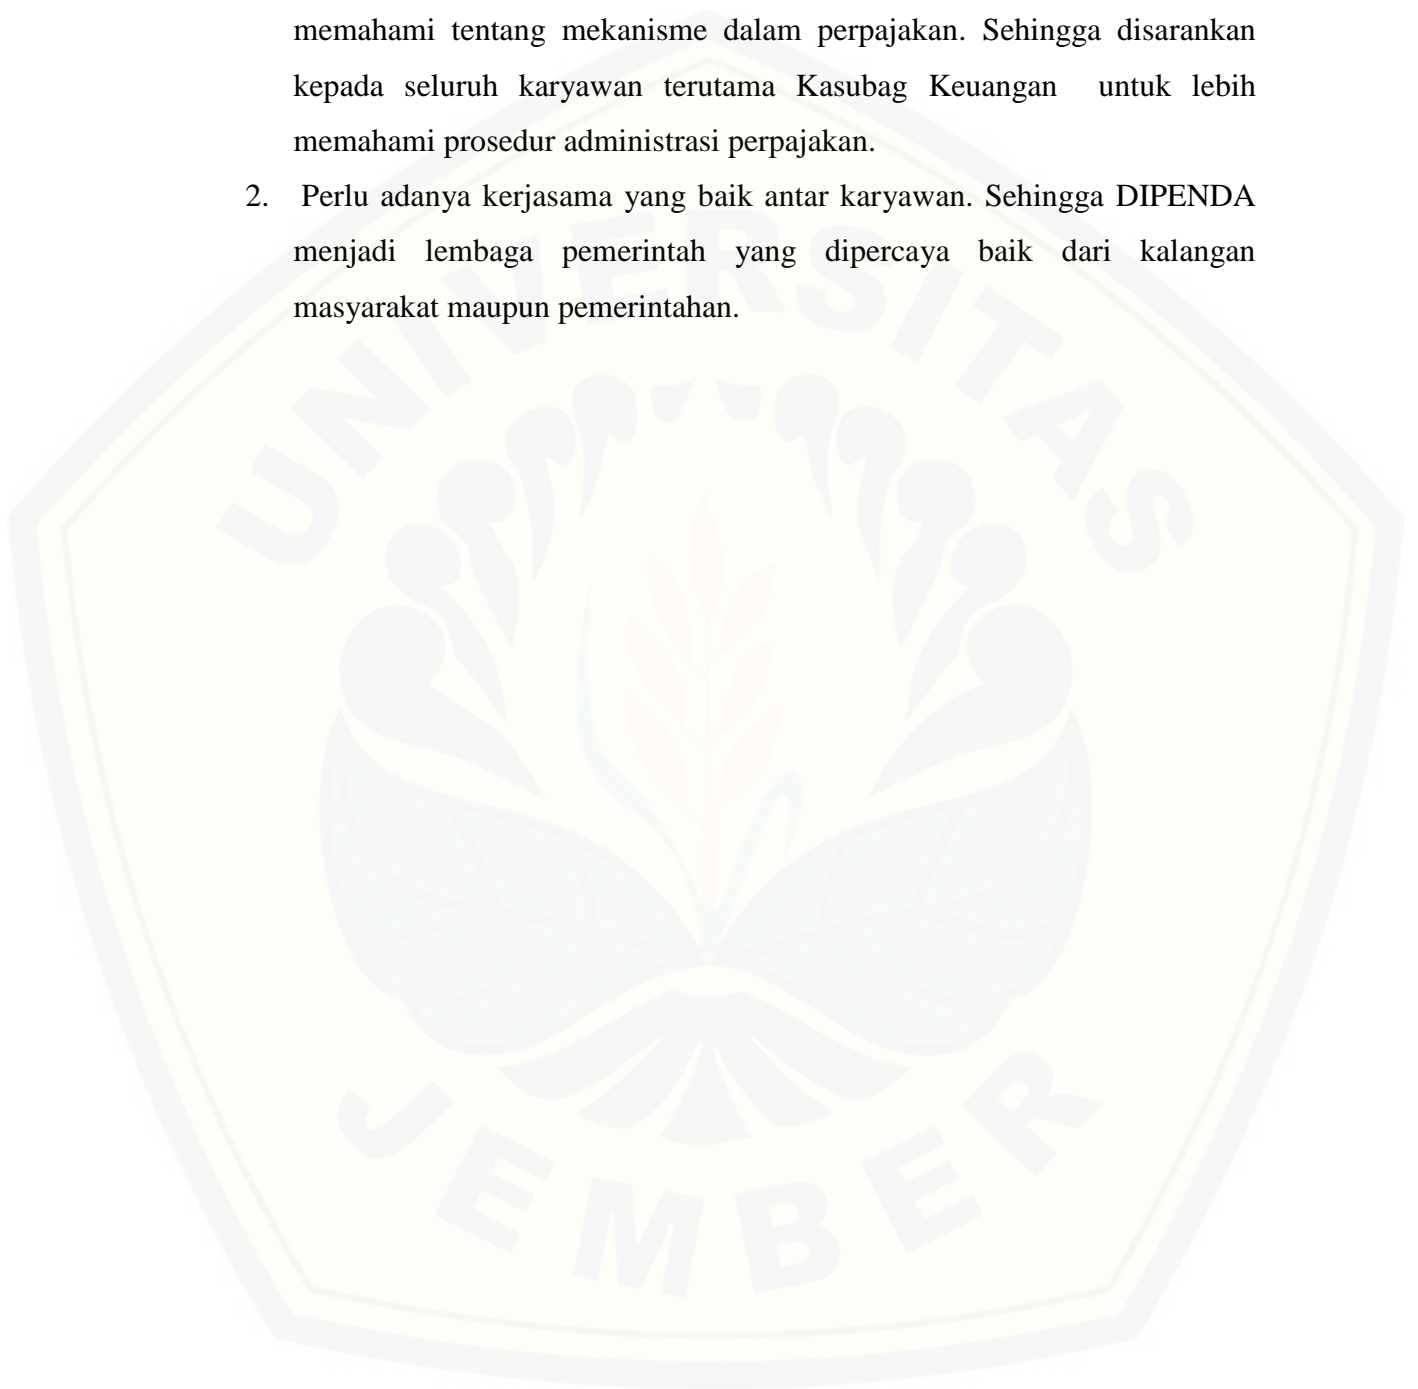 memahami tentang mekanisme dalam perpajakan. Sehingga disarankan
kepada seluruh karyawan terutama Kasubag Keuangan untuk lebih
memahami prosedur administrasi perpajakan.
2. Perlu adanya kerjasama yang baik antar karyawan. Sehingga DIPENDA
menjadi lembaga pemerintah yang dipercaya baik dari kalangan
masyarakat maupun pemerintahan.
UNIVERSITAS
JEMBER